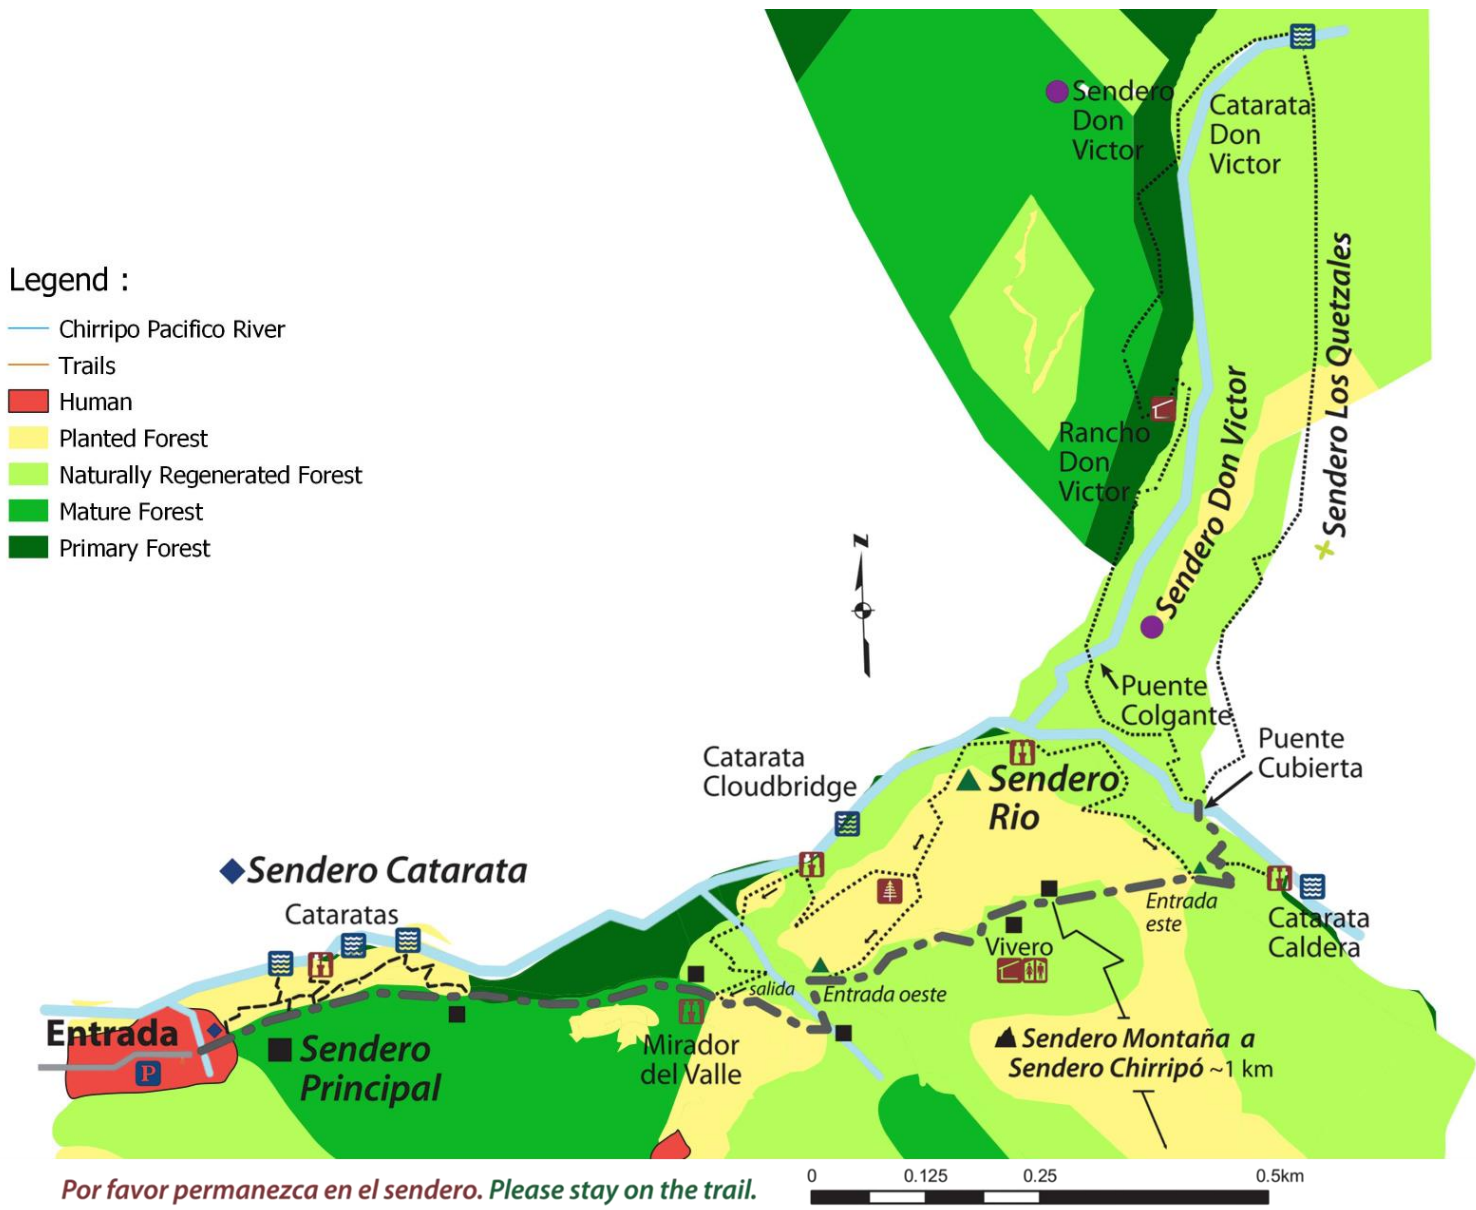 Sendero
Don
Victor
Catarata
Don
Victor
Legend :
Chirripo Pacifico River
Trails
Human
Planted Forest
Naturally Regenerated Forest
Mature Forest
Primary Forest
Sendero Los Quetzales
Rancho
Don
Victor
Sendero Don Victor
N
Puente
Colgante
Puente
Cubierta
Catarata
Cloudbridge
Sendero
Rio
Sendero Catarata
Cataratas
Entrada
este
Catarata
Caldera
Vivero
salida
Entrada oeste
Entrada
P
Sendero
Principal
Mirador
del Valle
Sendero Montaña a
Sendero Chirripó ~1 km
Por favor permanezca en el sendero. Please stay on the trail.
0 0.125 0.25 0.5km